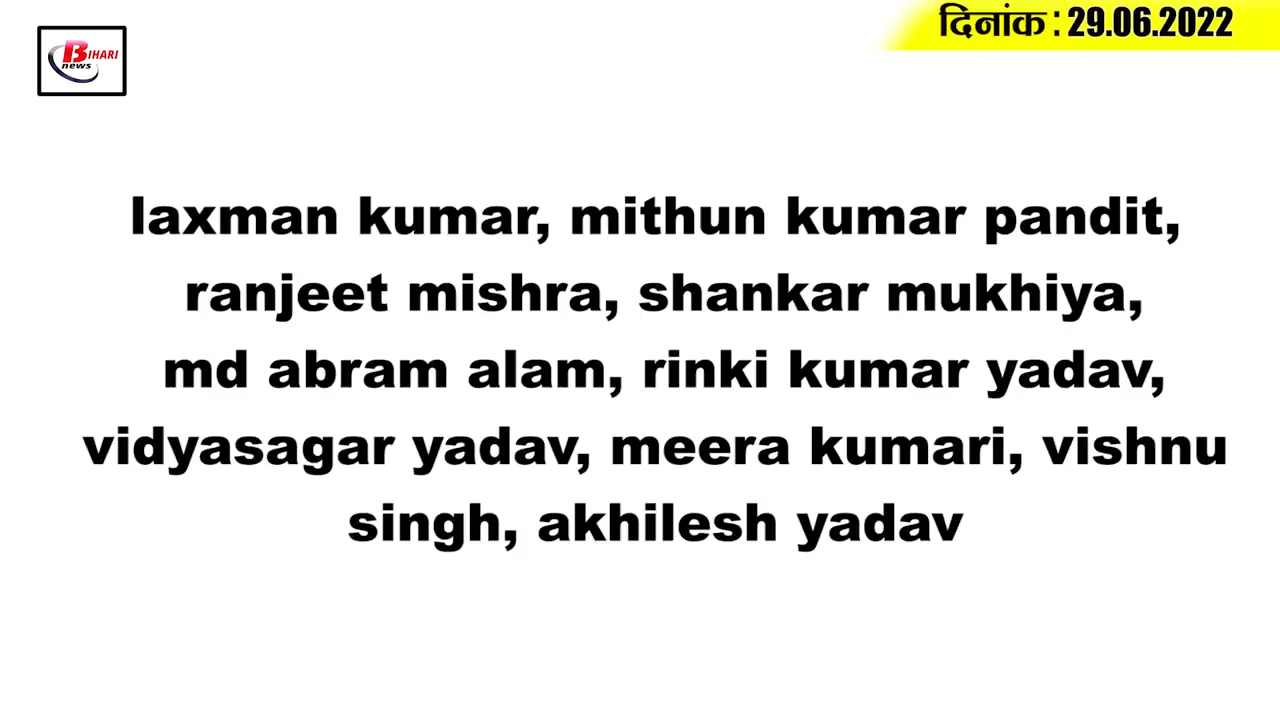 दिनांक : 29.06.2022
BIHARI
news
laxman kumar, mithun kumar pandit,
ranjeet mishra, shankar mukhiya,
md abram alam, rinki kumar yadav,
vidyasagar yadav, meera kumari, vishnu
singh, akhilesh yadav